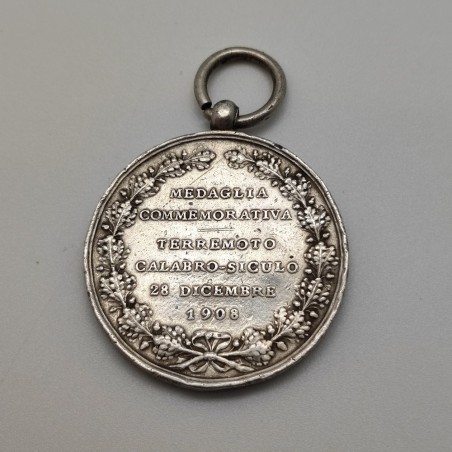 MEDAGLIA
COMMEMORATIVA
TERREMOTO
CALABRO-SICULO
28 DICEMBRE
1908